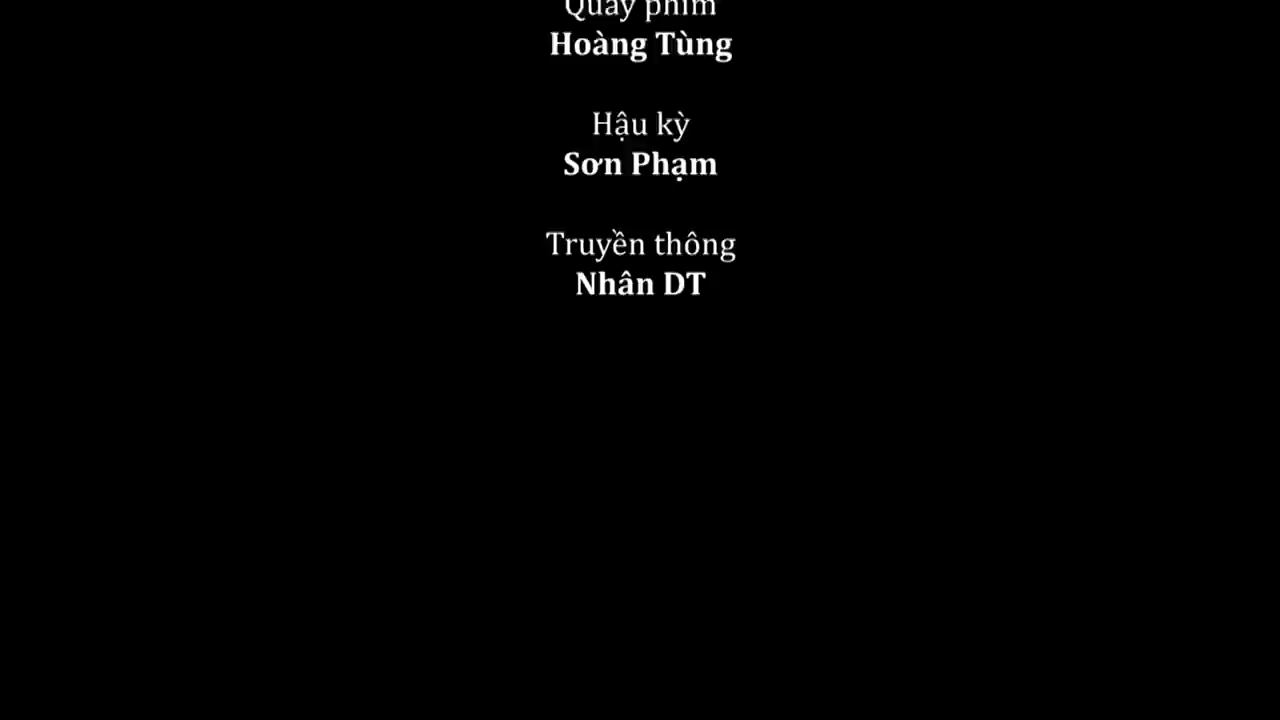 Quay phim
Hoàng Tùng
Hậu kỳ
Sơn Phạm
Truyền thông
Nhân DT